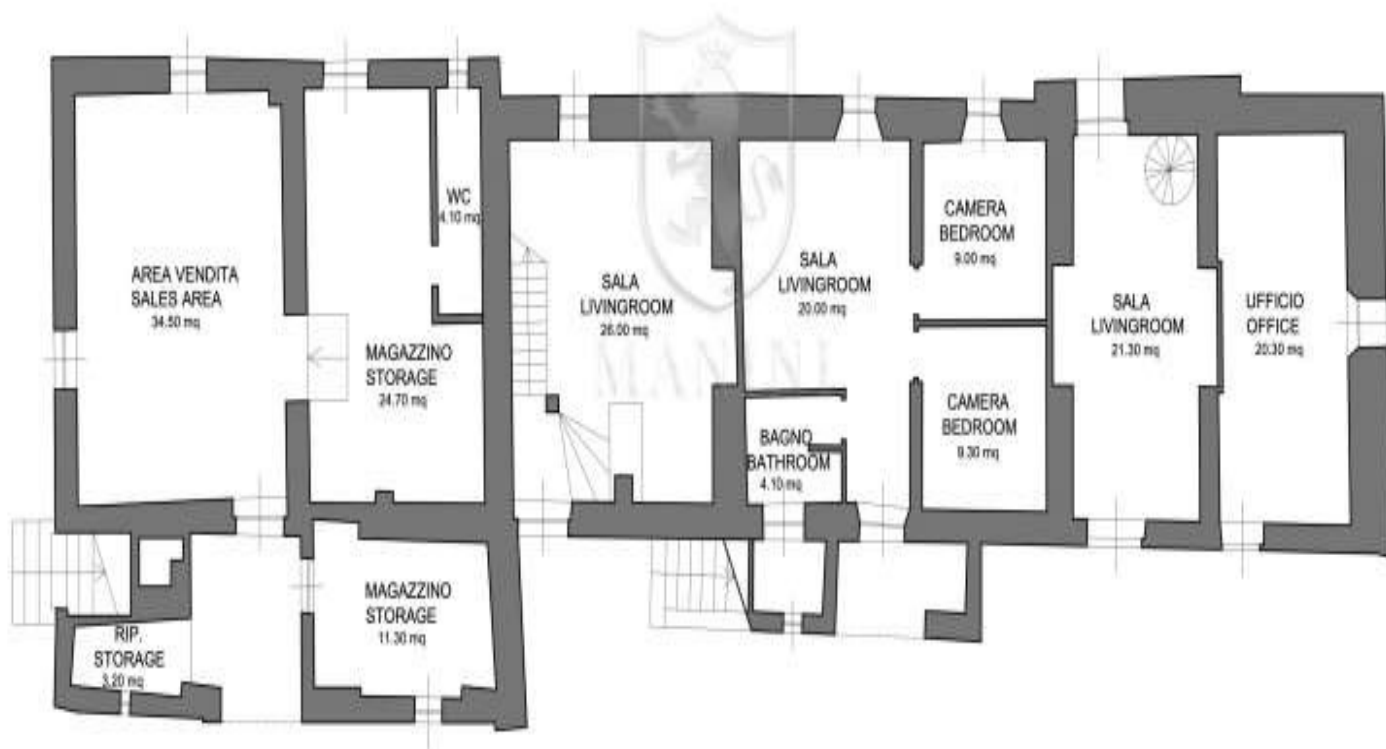 WC
4.10 mq
CAMERA
BEDROOM
9.00 mq
AREA VENDITA
SALES AREA
34.50 mq
SALA
LIVINGROOM
26.00 mq
SALA
LIVINGROOM
20.00 mq
SALA
LIVINGROOM
21.30 mq
UFFICIO
OFFICE
20.30 mq
MAGAZZINO
STORAGE
24.70 mq
MANINI
CAMERA
BEDROOM
9.30 mq
BAGNO
BATHROOM
4.10 mq
MAGAZZINO
STORAGE
11.30 mq
RIP.
STORAGE
3.20 mq